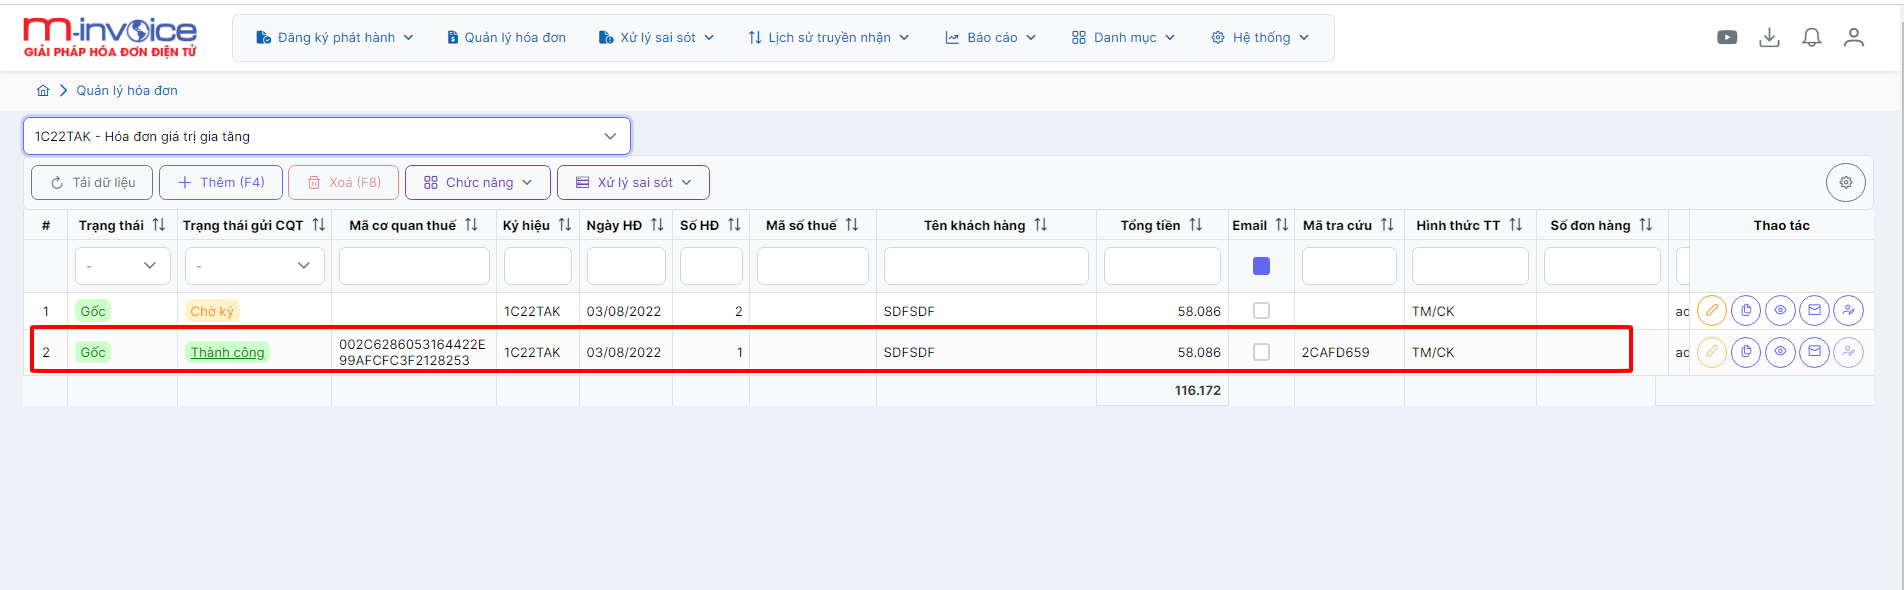 m-invoice
GIẢI PHÁP HÓA ĐƠN ĐIỆN TỬ
Đăng ký phát hành
Quản lý hóa đơn
Xử lý sai sót
Lịch sử truyền nhận
Báo cáo
Danh mục
Hệ thống
Quản lý hóa đơn
1C22TAK - Hóa đơn giá trị gia tăng
Tải dữ liệu
Thêm (F4)
Xoá (F8)
Chức năng
Xử lý sai sót
# Trạng thái Trạng thái gửi CQT Mã cơ quan thuế Ký hiệu Ngày HĐ Số HĐ Mã số thuế Tên khách hàng Tổng tiền Email Mã tra cứu Hình thức TT Số đơn hàng Thao tác
- -
1 Gốc Chờ ký 1C22TAK 03/08/2022 2 SDFSDF 58.086 TM/CK ad
2 Gốc Thành công 002C6286053164422E 1C22TAK 03/08/2022 1 SDFSDF 58.086 2CAFD659 TM/CK ad
99AFCFC3F2128253
116.172